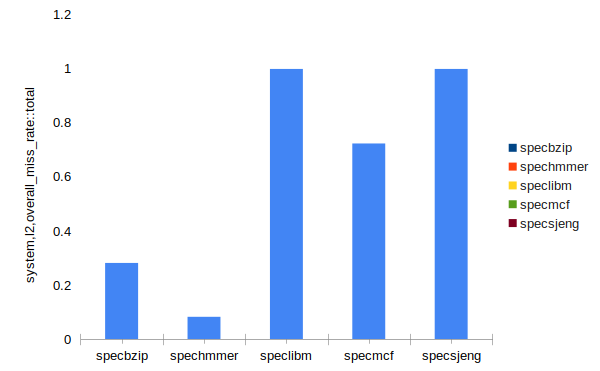 system,l2,overall_miss_rate::total
1.2
1
0.8
0.6
0.4
0.2
0
specbzip
spechmmer
speclibm
specmcf
specsjeng
specbzip
spechmmer
speclibm
specmcf
specsjeng